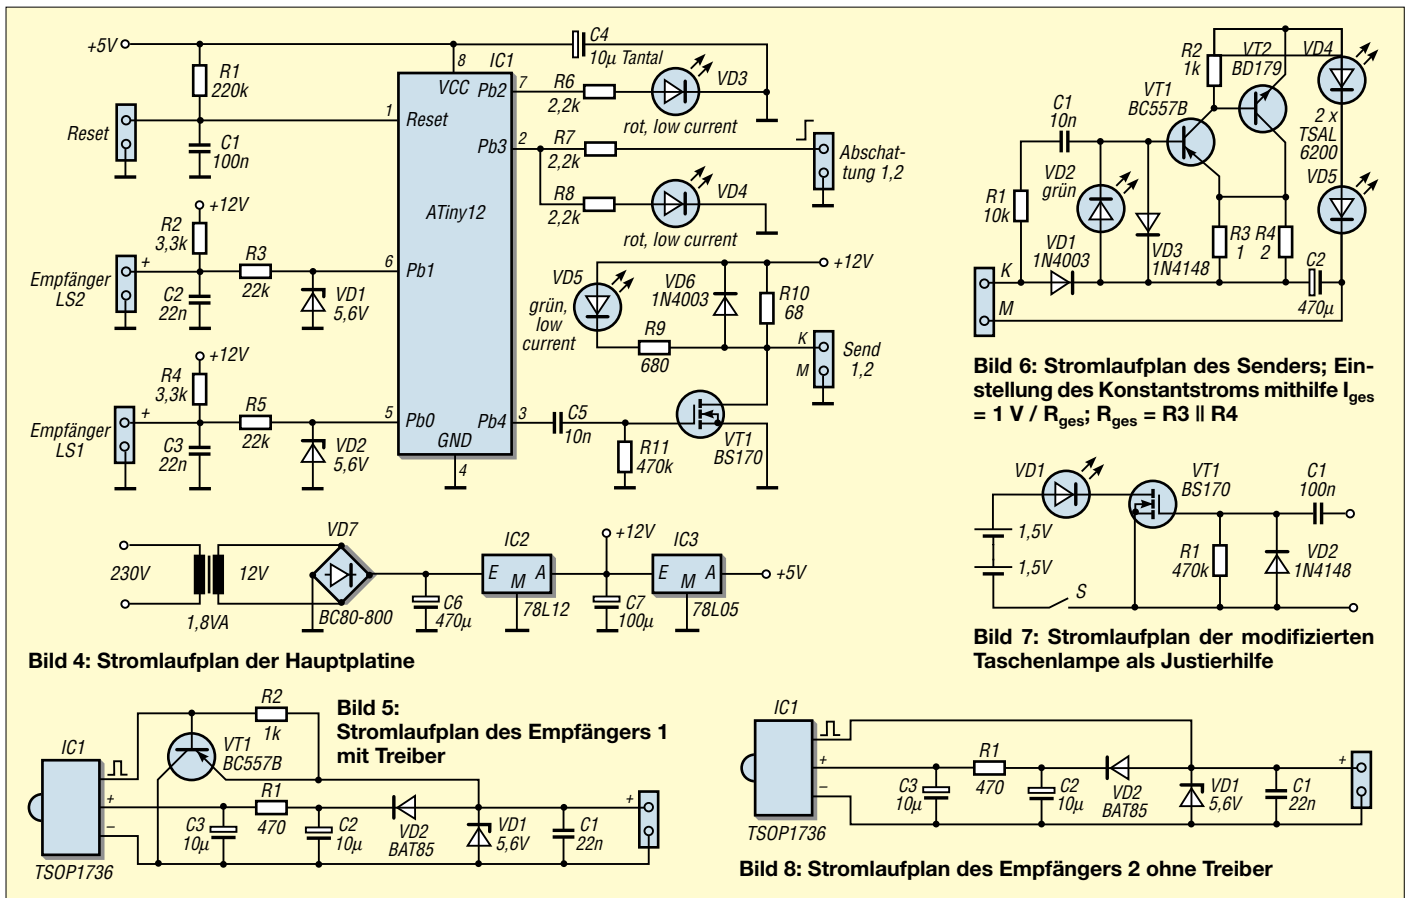 +5V
R1
220k
Reset
C1
100n
1
Reset
8
VCC
IC1
ATiny12
C4
10µ Tantal
Pb2
7
R6
2,2k
VD3
rot, low current
Pb3
2
R7
2,2k
Abschat-
tung 1,2
R8
2,2k
VD4
rot, low current
+12V
R2
3,3k
Empfänger
LS2
+
C2
22n
R3
22k
VD1
5,6V
6
Pb1
+12V
R4
3,3k
Empfänger
LS1
+
C3
22n
R5
22k
VD2
5,6V
5
Pb0
GND
4
Pb4
3
C5
10n
R11
470k
VT1
BS170
VD5
grün,
low
current
R9
680
VD6
1N4003
R10
68
+12V
K
M
Send
1,2
230V
12V
1,8VA
VD7
BC80-800
C6
470µ
IC2
E
M
A
78L12
+12V
C7
100µ
IC3
E
M
A
78L05
+5V
Bild 4: Stromlaufplan der Hauptplatine
R1
10k
C1
10n
VD2
grün
VD1
1N4003
VD3
1N4148
VT1
BC557B
R2
1k
VT2
BD179
VD4
2 x
TSAL
6200
VD5
R3
1
R4
2
C2
470µ
K
M
Bild 6: Stromlaufplan des Senders; Ein-
stellung des Konstantstroms mithilfe Iges
= 1 V / Rges; Rges = R3 || R4
VD1
VT1
BS170
C1
100n
1,5V
1,5V
S
R1
470k
VD2
1N4148
Bild 7: Stromlaufplan der modifizierten
Taschenlampe als Justierhilfe
IC1
TSOP1736
+
–
VT1
BC557B
R2
1k
R1
470
C3
10µ
C2
10µ
VD2
BAT85
VD1
5,6V
C1
22n
+
Bild 5:
Stromlaufplan des Empfängers 1
mit Treiber
IC1
TSOP1736
+
–
C3
10µ
R1
470
C2
10µ
VD2
BAT85
VD1
5,6V
C1
22n
+
Bild 8: Stromlaufplan des Empfängers 2 ohne Treiber